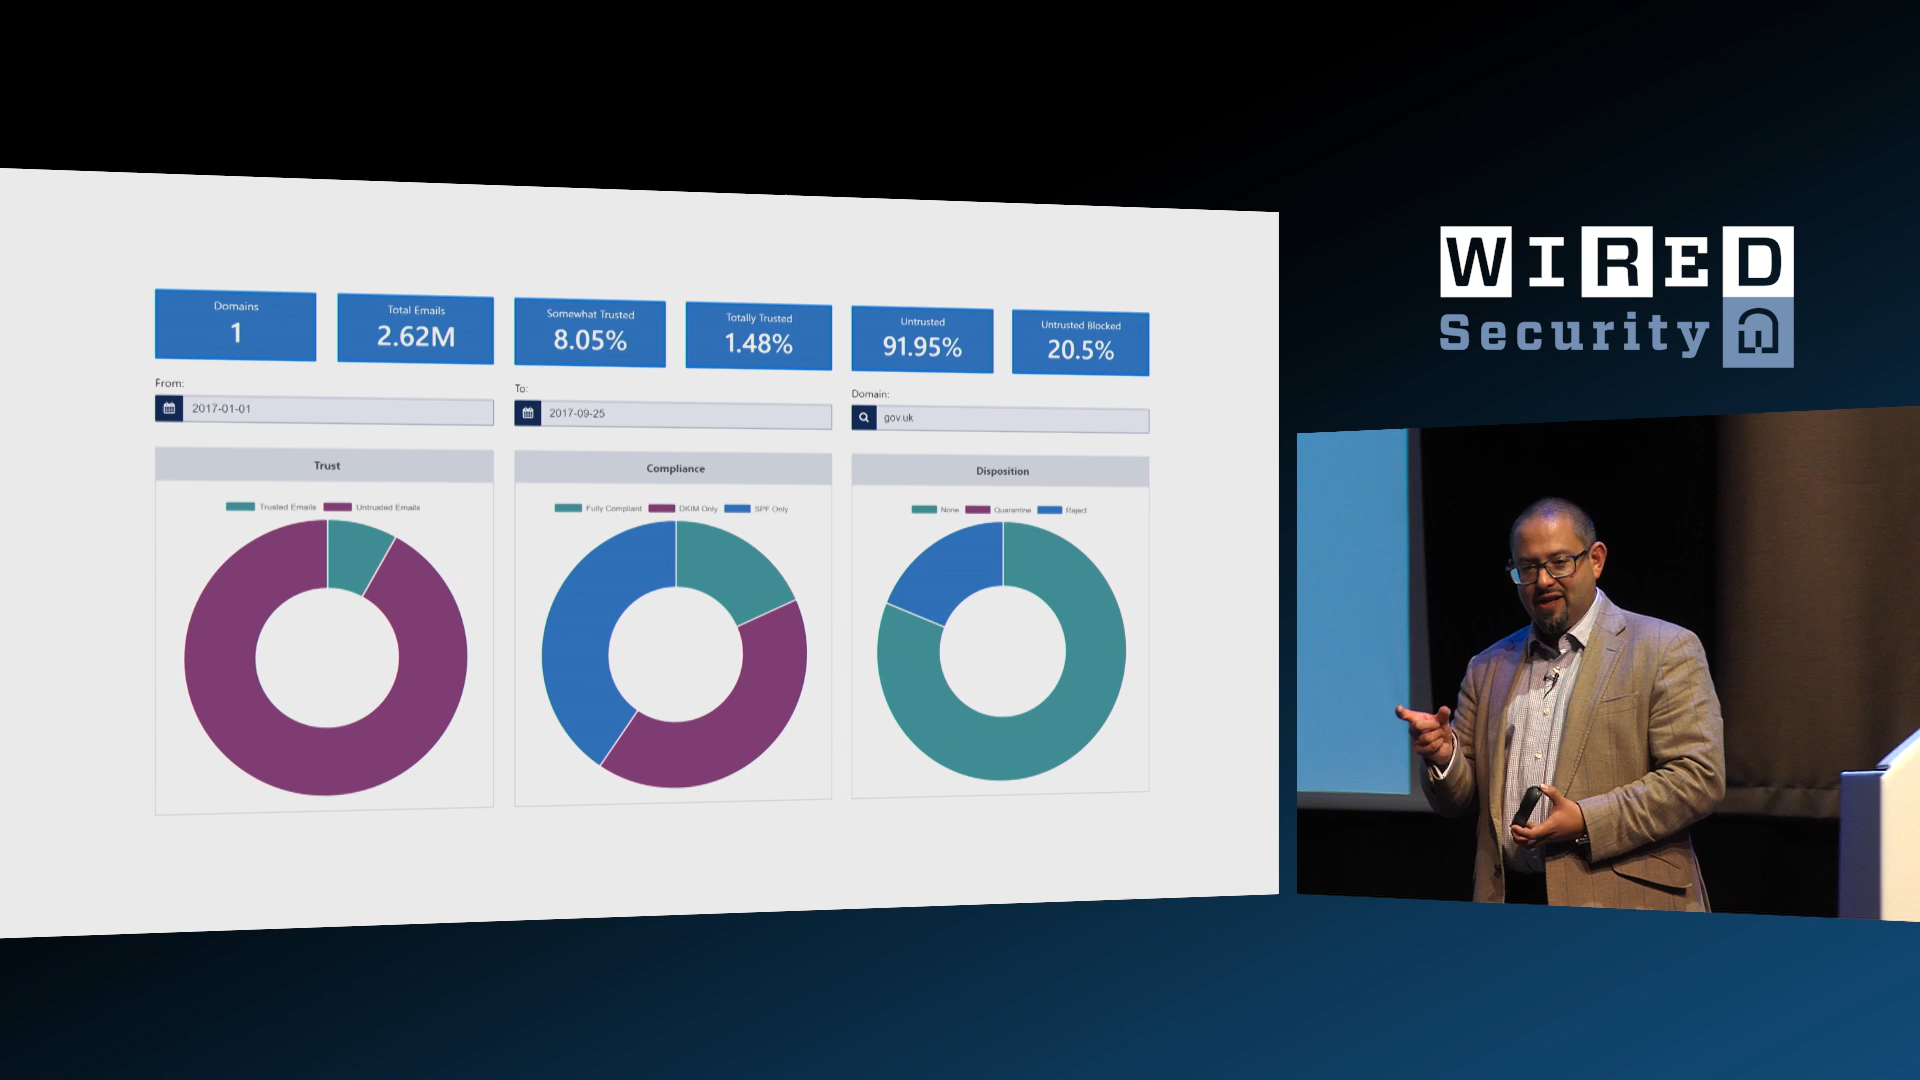 WIRED
Security
Domains
1
Total Emails
2.62M
Somewhat Trusted
8.05%
Totally Trusted
1.48%
Untrusted
91.95%
Untrusted Blocked
20.5%
From:
2017-01-01
To:
2017-09-25
Domain:
gov.uk
Trust
Trusted Emails Untrusted Emails
Compliance
Fully Compliant DKIM Only SPF Only
Disposition
None Quarantine Reject